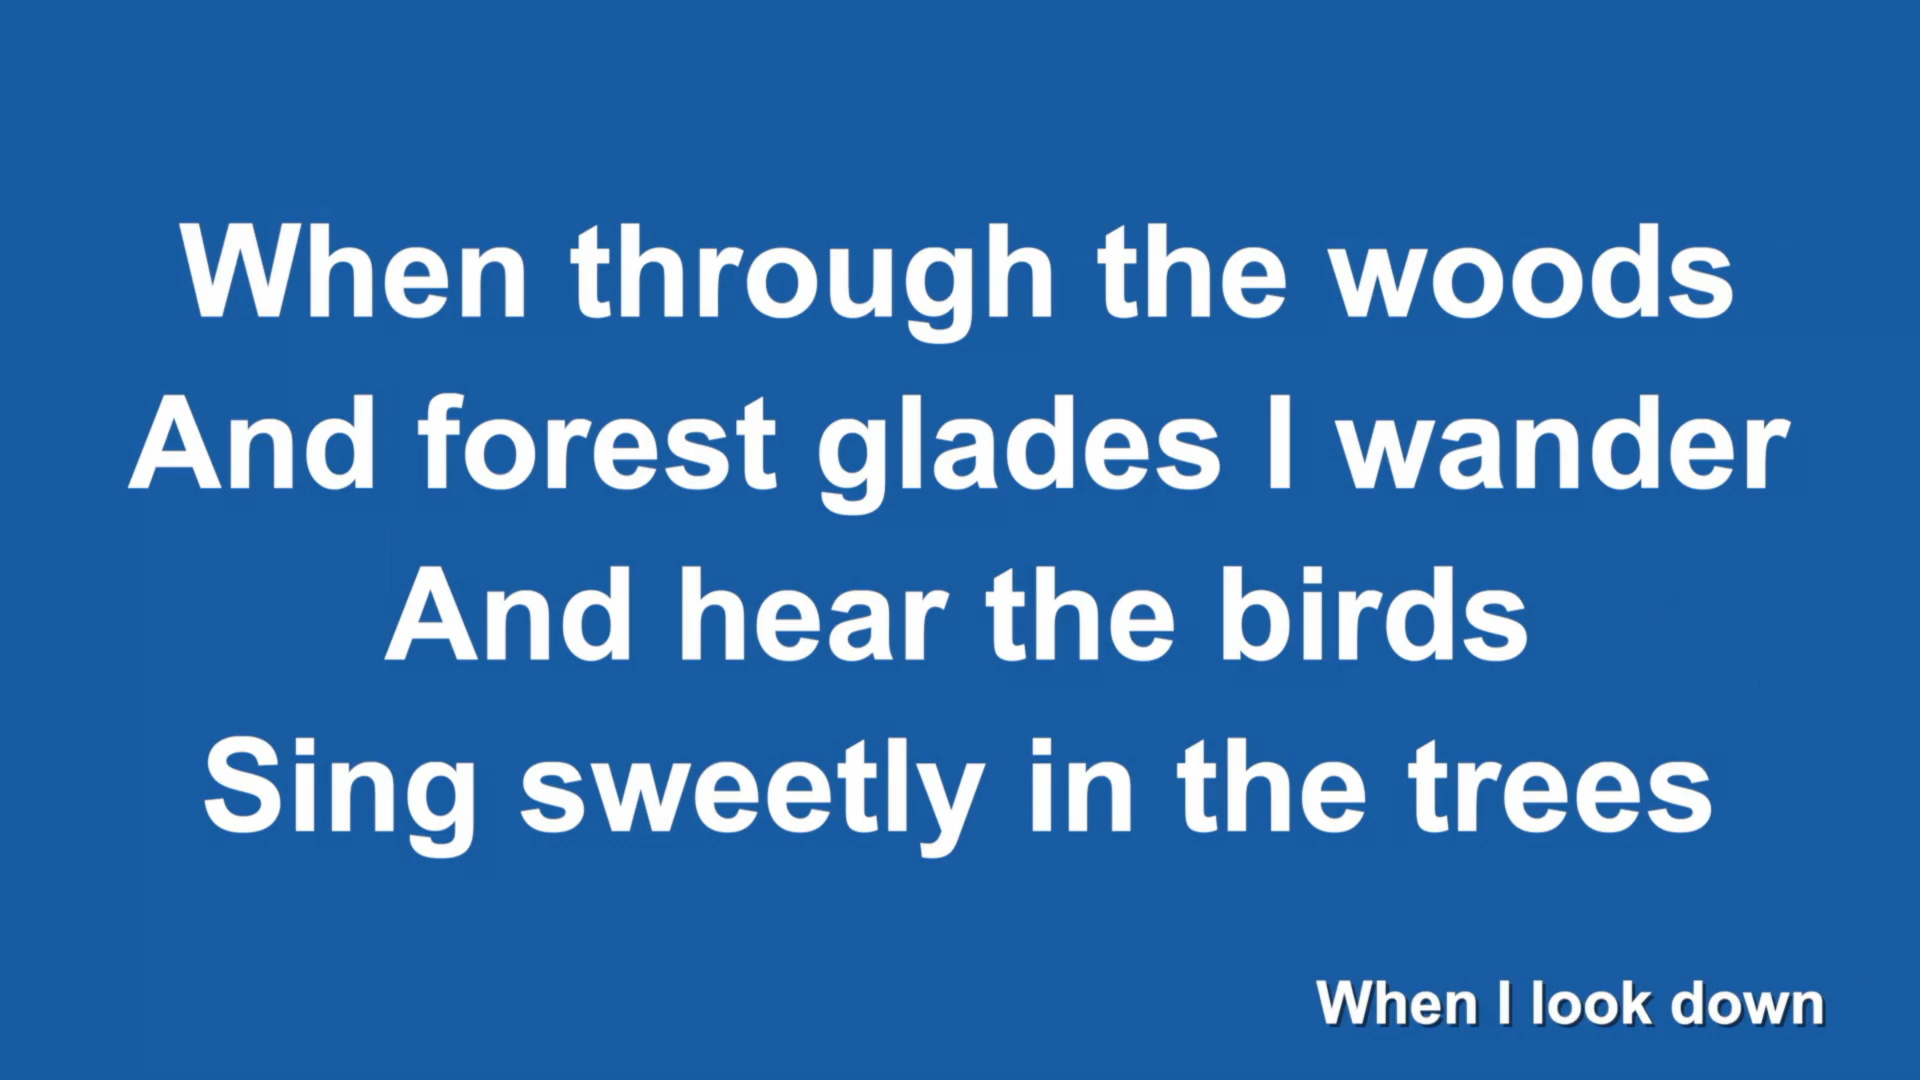 When through the woods
And forest glades I wander
And hear the birds
Sing sweetly in the trees
When I look down